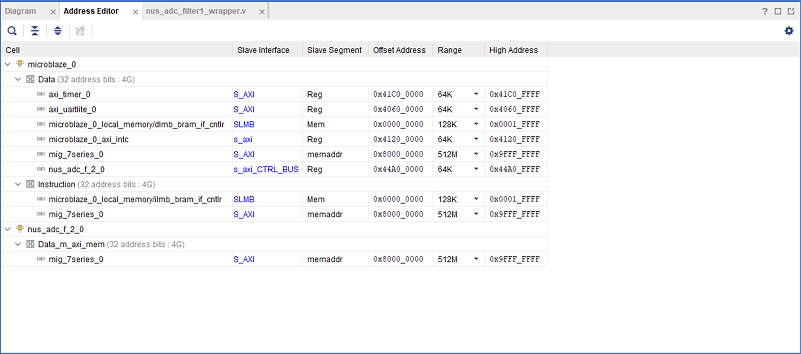 Diagram × Address Editor × nus_adc_filter1_wrapper.v ×
Cell Slave Interface Slave Segment Offset Address Range High Address
microblaze_0
Data (32 address bits : 4G)
axi_timer_0 S_AXI Reg 0x41C0_0000 64K 0x41C0_FFFF
axi_uartlite_0 S_AXI Reg 0x4060_0000 64K 0x4060_FFFF
microblaze_0_local_memory/dlmb_bram_if_cntlr SLMB Mem 0x0000_0000 128K 0x0001_FFFF
microblaze_0_axi_intc s_axi Reg 0x4120_0000 64K 0x4120_FFFF
mig_7series_0 S_AXI memaddr 0x8000_0000 512M 0x9FFF_FFFF
nus_adc_f_2_0 s_axi_CTRL_BUS Reg 0x44A0_0000 64K 0x44A0_FFFF
Instruction (32 address bits : 4G)
microblaze_0_local_memory/ilmb_bram_if_cntlr SLMB Mem 0x0000_0000 128K 0x0001_FFFF
mig_7series_0 S_AXI memaddr 0x8000_0000 512M 0x9FFF_FFFF
nus_adc_f_2_0
Data_m_axi_mem (32 address bits : 4G)
mig_7series_0 S_AXI memaddr 0x8000_0000 512M 0x9FFF_FFFF